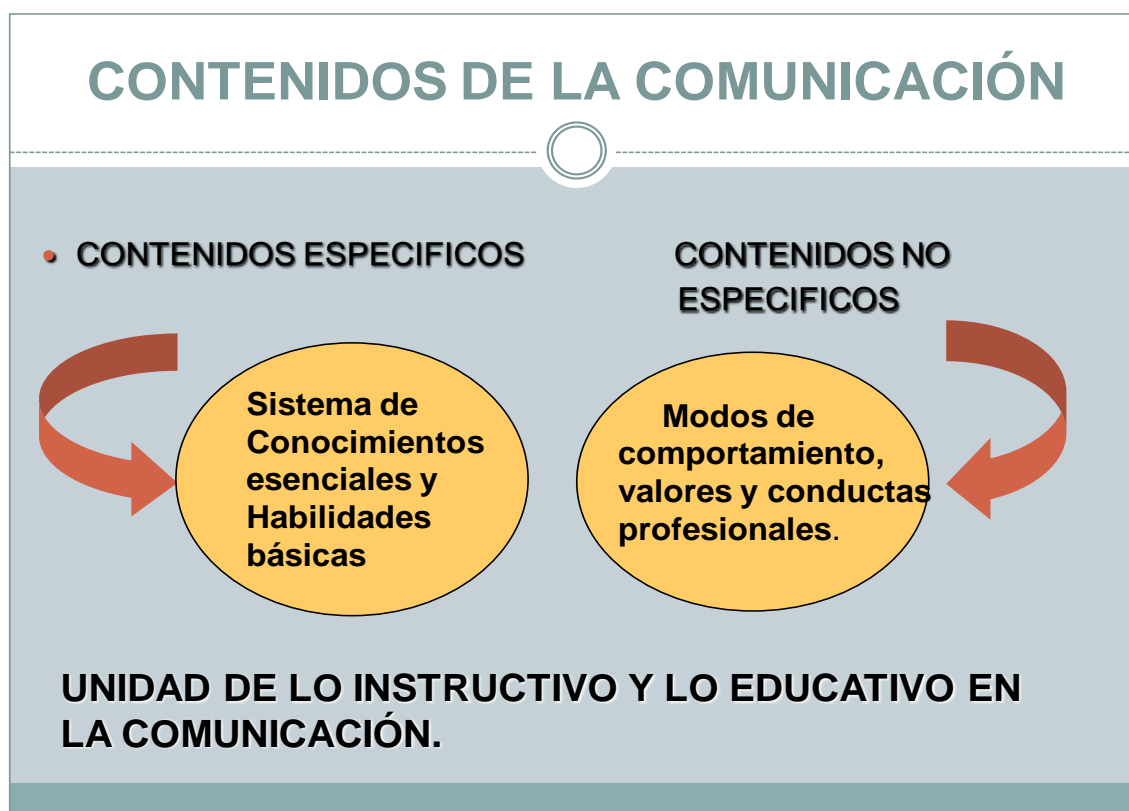 CONTENIDOS DE LA COMUNICACIÓN
• CONTENIDOS ESPECIFICOS
CONTENIDOS NO
ESPECIFICOS
Sistema de
Conocimientos
esenciales y
Habilidades
básicas
Modos de
comportamiento,
valores y conductas
profesionales.
UNIDAD DE LO INSTRUCTIVO Y LO EDUCATIVO EN
LA COMUNICACIÓN.